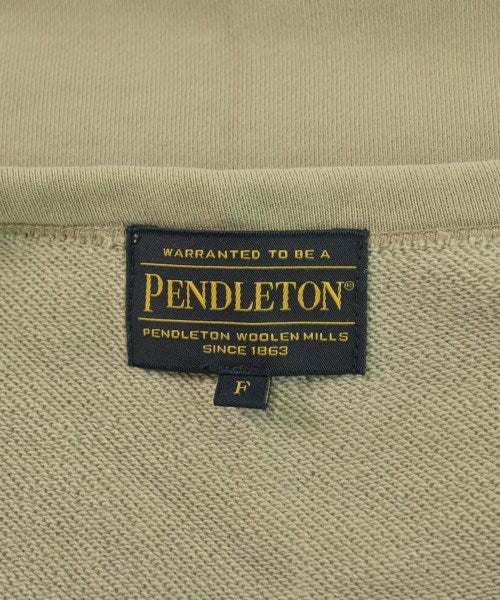 WARRANTED TO BE A
PENDLETON®
PENDLETON WOOLEN MILLS
SINCE 1863
F